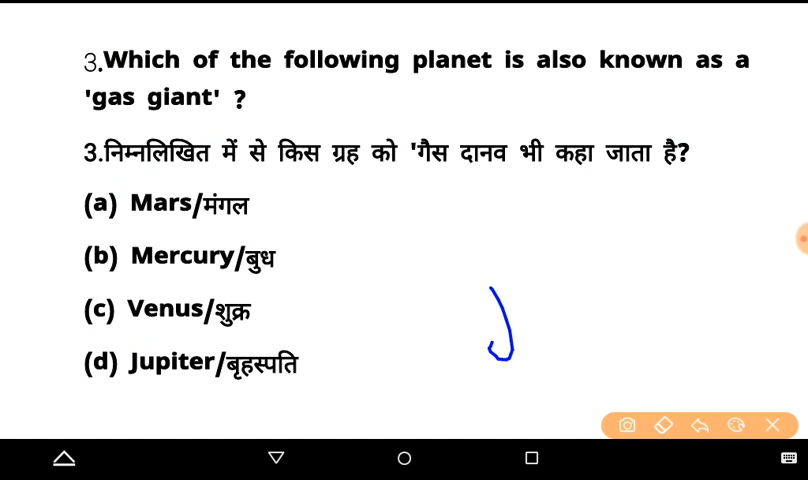 3.Which of the following planet is also known as a
'gas giant' ?
3.निम्नलिखित में से किस ग्रह को 'गैस दानव भी कहा जाता है?
(a) Mars/मंगल
(b) Mercury/बुध
(c) Venus/शुक्र
(d) Jupiter/बृहस्पति